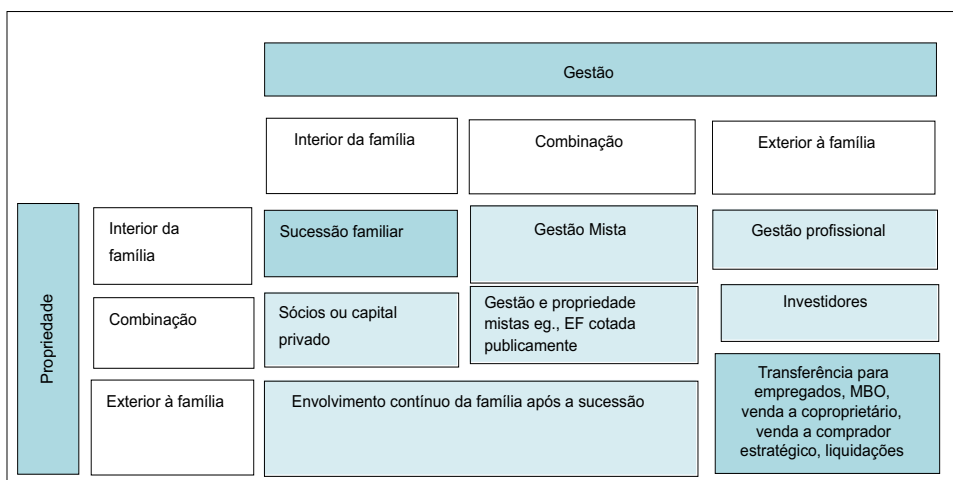 Gestão
Interior da família
Combinação
Exterior à família
Propriedade
Interior da
família
Sucessão familiar
Gestão Mista
Gestão profissional
Combinação
Sócios ou capital
privado
Gestão e propriedade
mistas eg., EF cotada
publicamente
Investidores
Exterior à família
Envolvimento contínuo da família após a sucessão
Transferência para
empregados, MBO,
venda a coproprietário,
venda a comprador
estratégico, liquidações